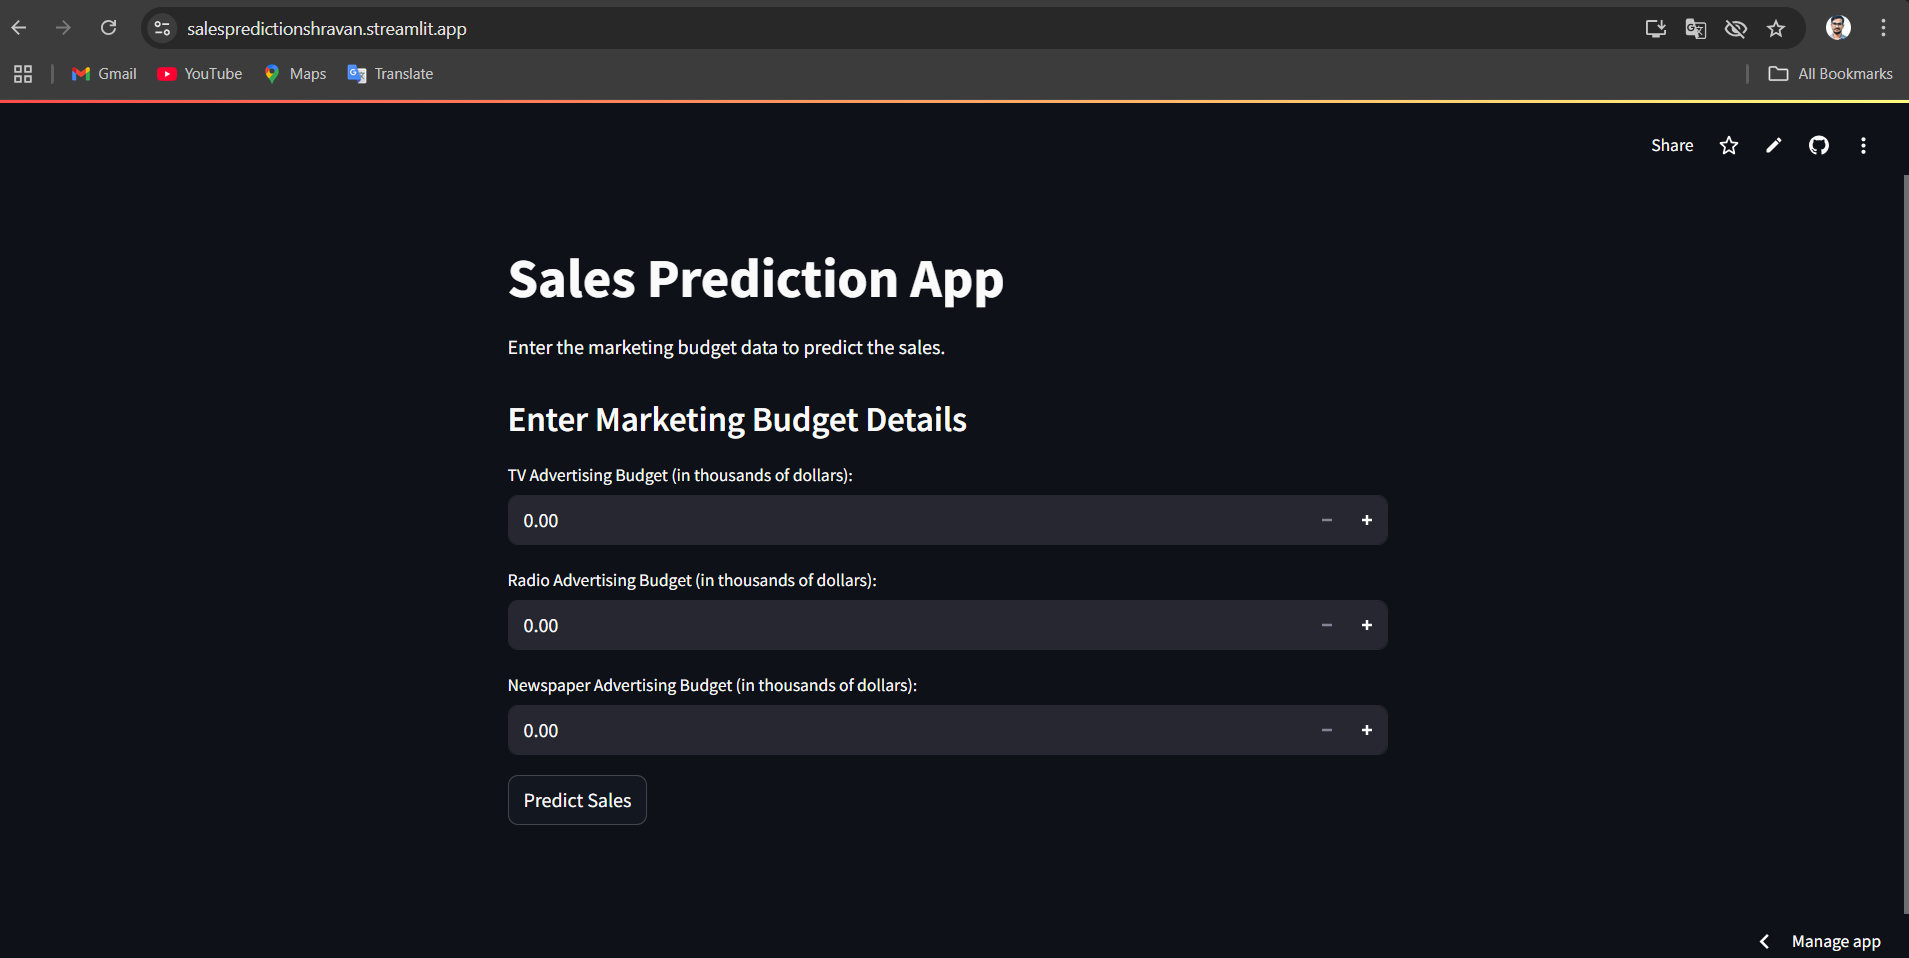 salespredictionshravan.streamlit.app
Gmail YouTube Maps Translate All Bookmarks
Share
Sales Prediction App
Enter the marketing budget data to predict the sales.
Enter Marketing Budget Details
TV Advertising Budget (in thousands of dollars):
0.00
Radio Advertising Budget (in thousands of dollars):
0.00
Newspaper Advertising Budget (in thousands of dollars):
0.00
Predict Sales
Manage app